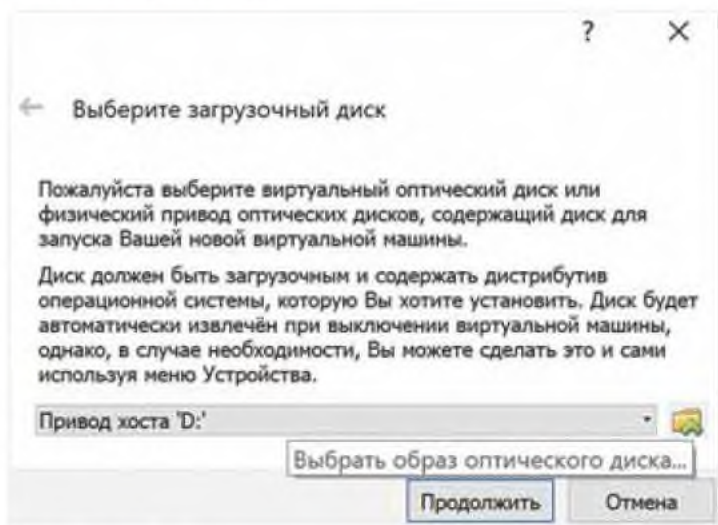 ?
Выберите загрузочный диск
Пожалуйста выберите виртуальный оптический диск или
физический привод оптических дисков, содержащий диск для
запуска Вашей новой виртуальной машины.
Диск должен быть загрузочным и содержать дистрибутив
операционной системы, которую Вы хотите установить. Диск будет
автоматически извлечён при выключении виртуальной машины,
однако, в случае необходимости, Вы можете сделать это и сами
используя меню Устройства.
Привод хоста 'D:'
Выбрать образ оптического диска...
Продолжить Отмена